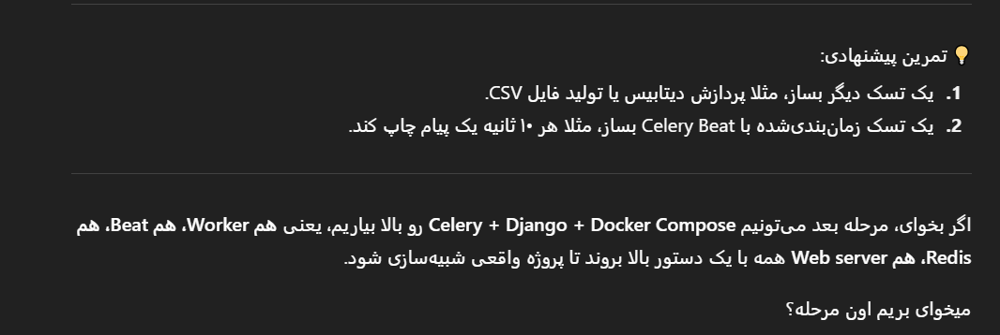 💡 تمرین پیشنهادی:
1. یک تسک دیگر بساز، مثلا پردازش دیتابیس یا تولید فایل CSV.
2. یک تسک زمان‌بندی‌شده با Celery Beat بساز، مثلا هر ۱۰ ثانیه یک پیام چاپ کند.
اگر بخوای، مرحله بعد می‌تونیم Celery + Django + Docker Compose رو بالا بیاریم، یعنی هم Worker، هم Beat، هم
Redis، هم Web server همه با یک دستور بالا بروند تا پروژه واقعی شبیه‌سازی شود.
میخوای بریم اون مرحله؟